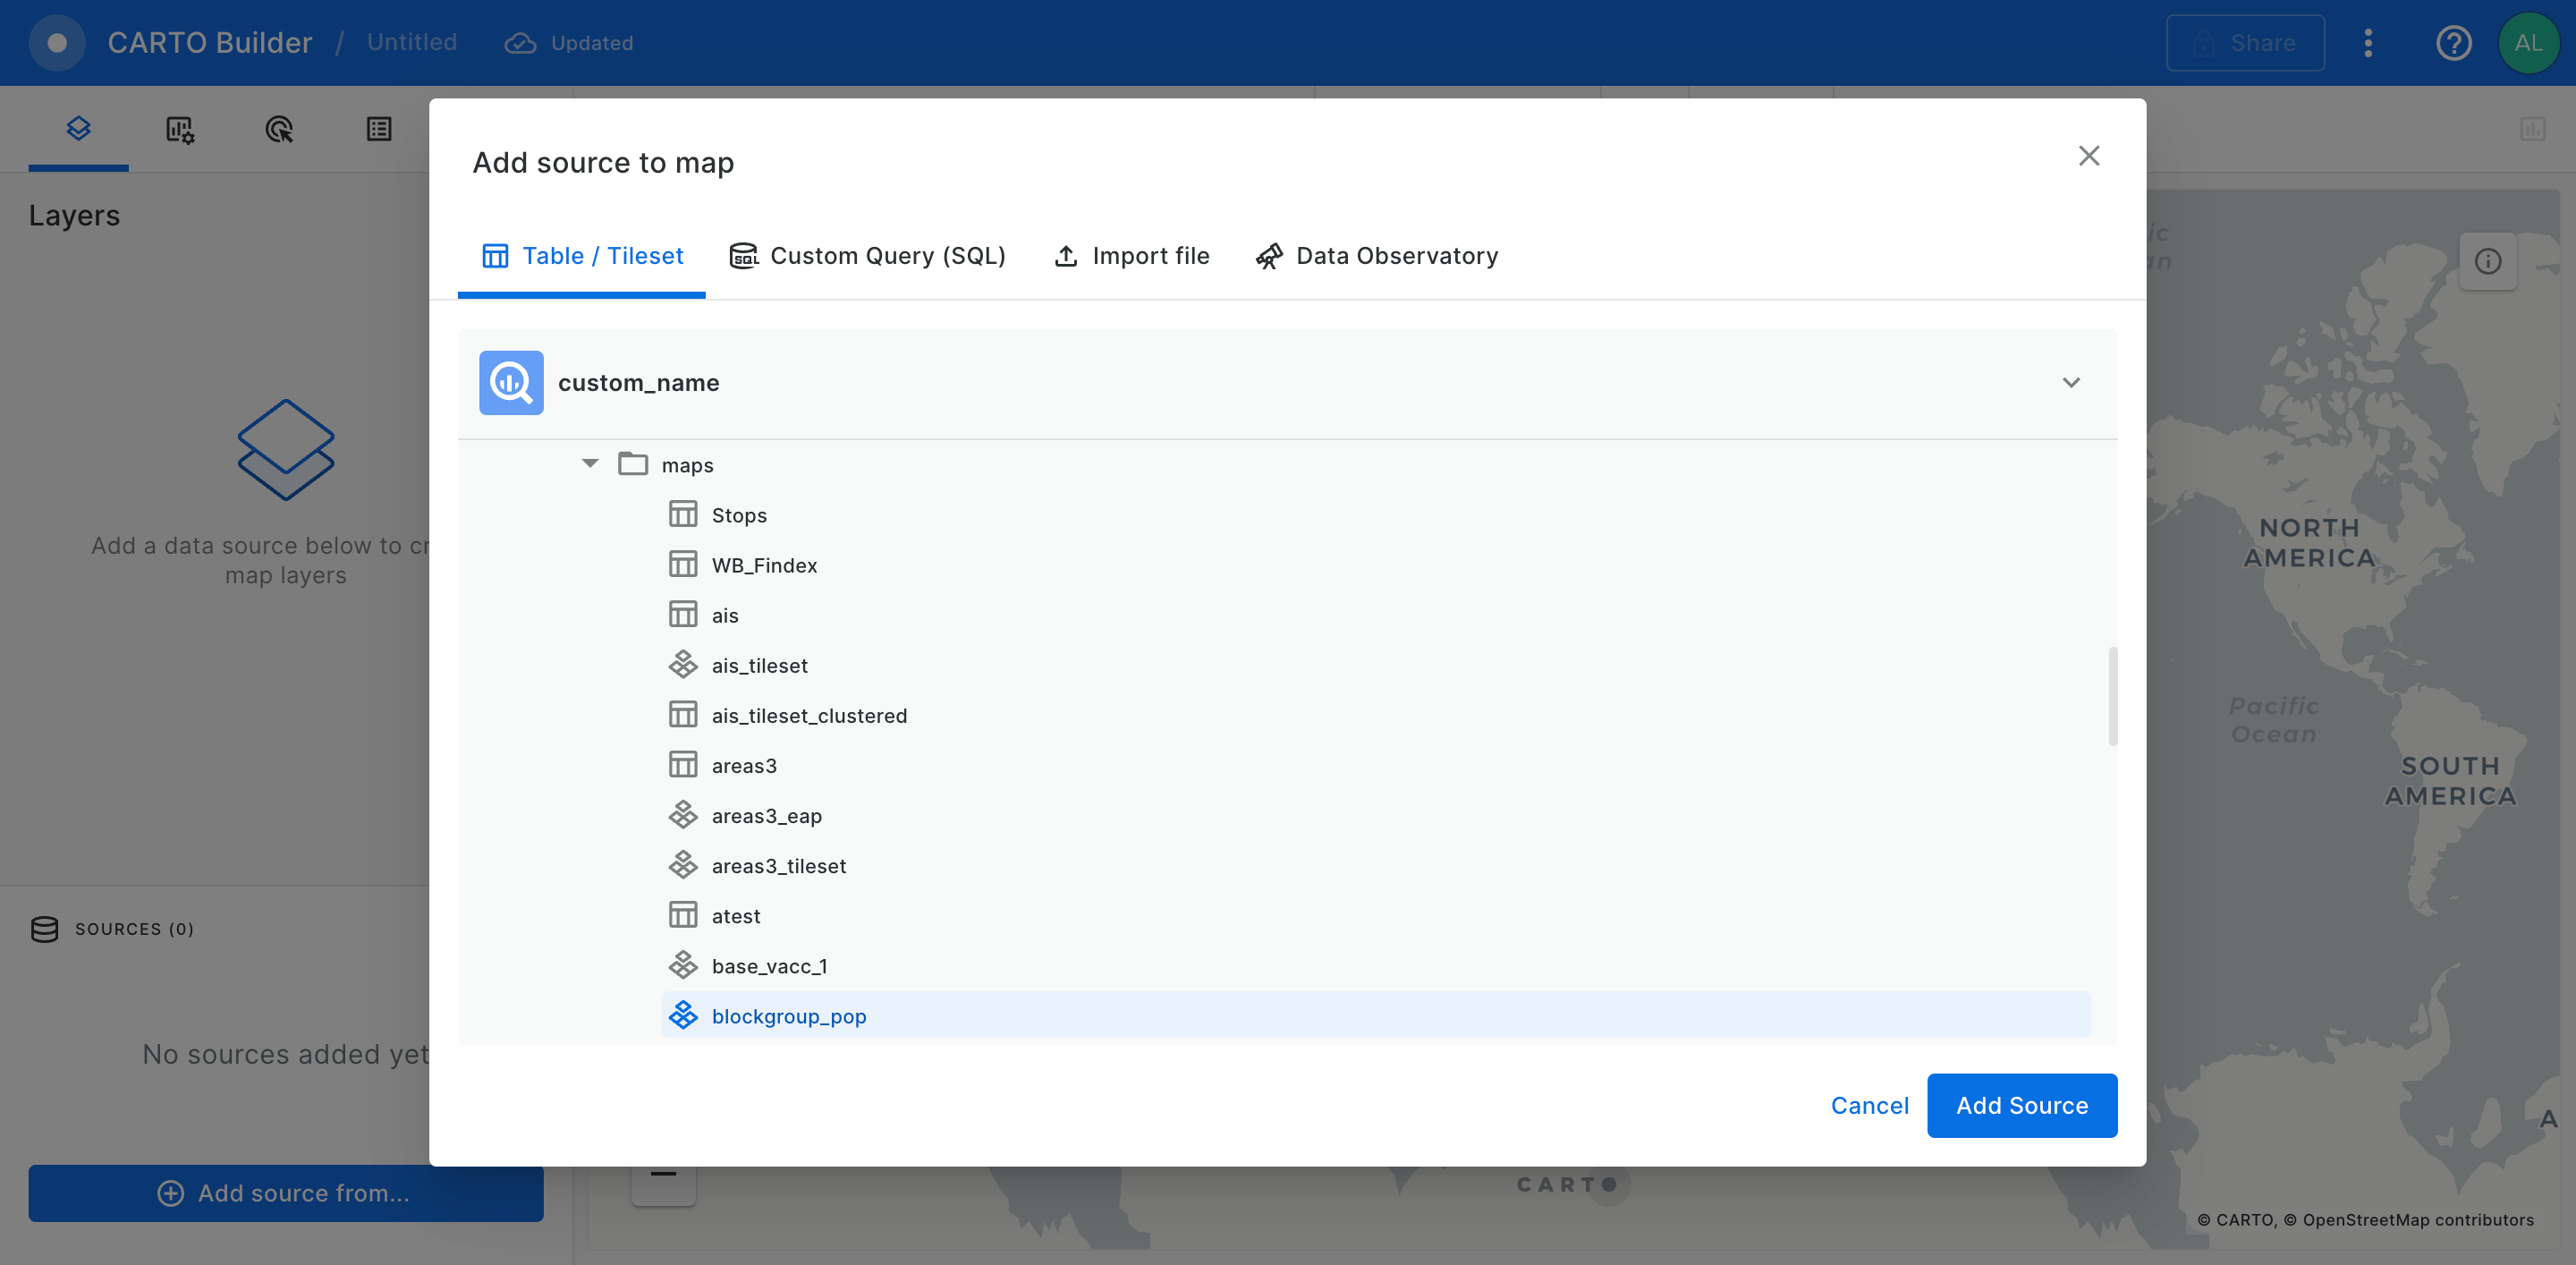 CARTO Builder / Untitled Updated Share AL
Layers
Add a data source below to cr
map layers
SOURCES (0)
No sources added yet
Add source from...
Add source to map
Table / Tileset Custom Query (SQL) Import file Data Observatory
custom_name
maps
Stops
WB_Findex
ais
ais_tileset
ais_tileset_clustered
areas3
areas3_eap
areas3_tileset
atest
base_vacc_1
blockgroup_pop
Cancel Add Source
ic
an
NORTH
AMERICA
Pacific
Ocean
SOUTH
AMERICA
A
CARTO
© CARTO, © OpenStreetMap contributors